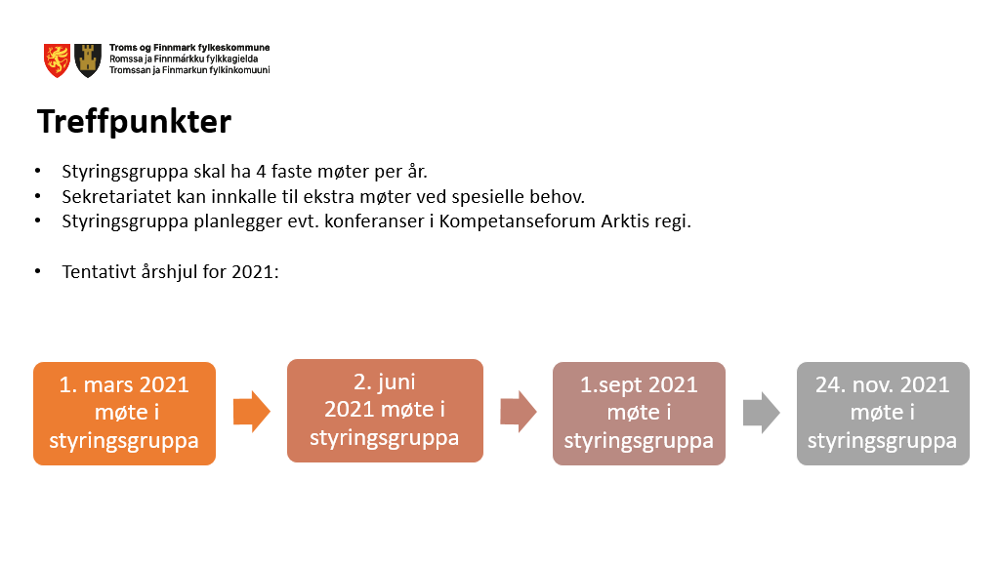 Troms og Finnmark fylkeskommune
Romssa ja Finnmárkku fylkkagielda
Tromssan ja Finmarkun fylkinkomuuni
Treffpunkter
• Styringsgruppa skal ha 4 faste møter per år.
• Sekretariatet kan innkalle til ekstra møter ved spesielle behov.
• Styringsgruppa planlegger evt. konferanser i Kompetanseforum Arktis regi.
• Tentativt årshjul for 2021:
1. mars 2021
møte i
styringsgruppa
2. juni
2021 møte i
styringsgruppa
1.sept 2021
møte i
styringsgruppa
24. nov. 2021
møte i
styringsgruppa